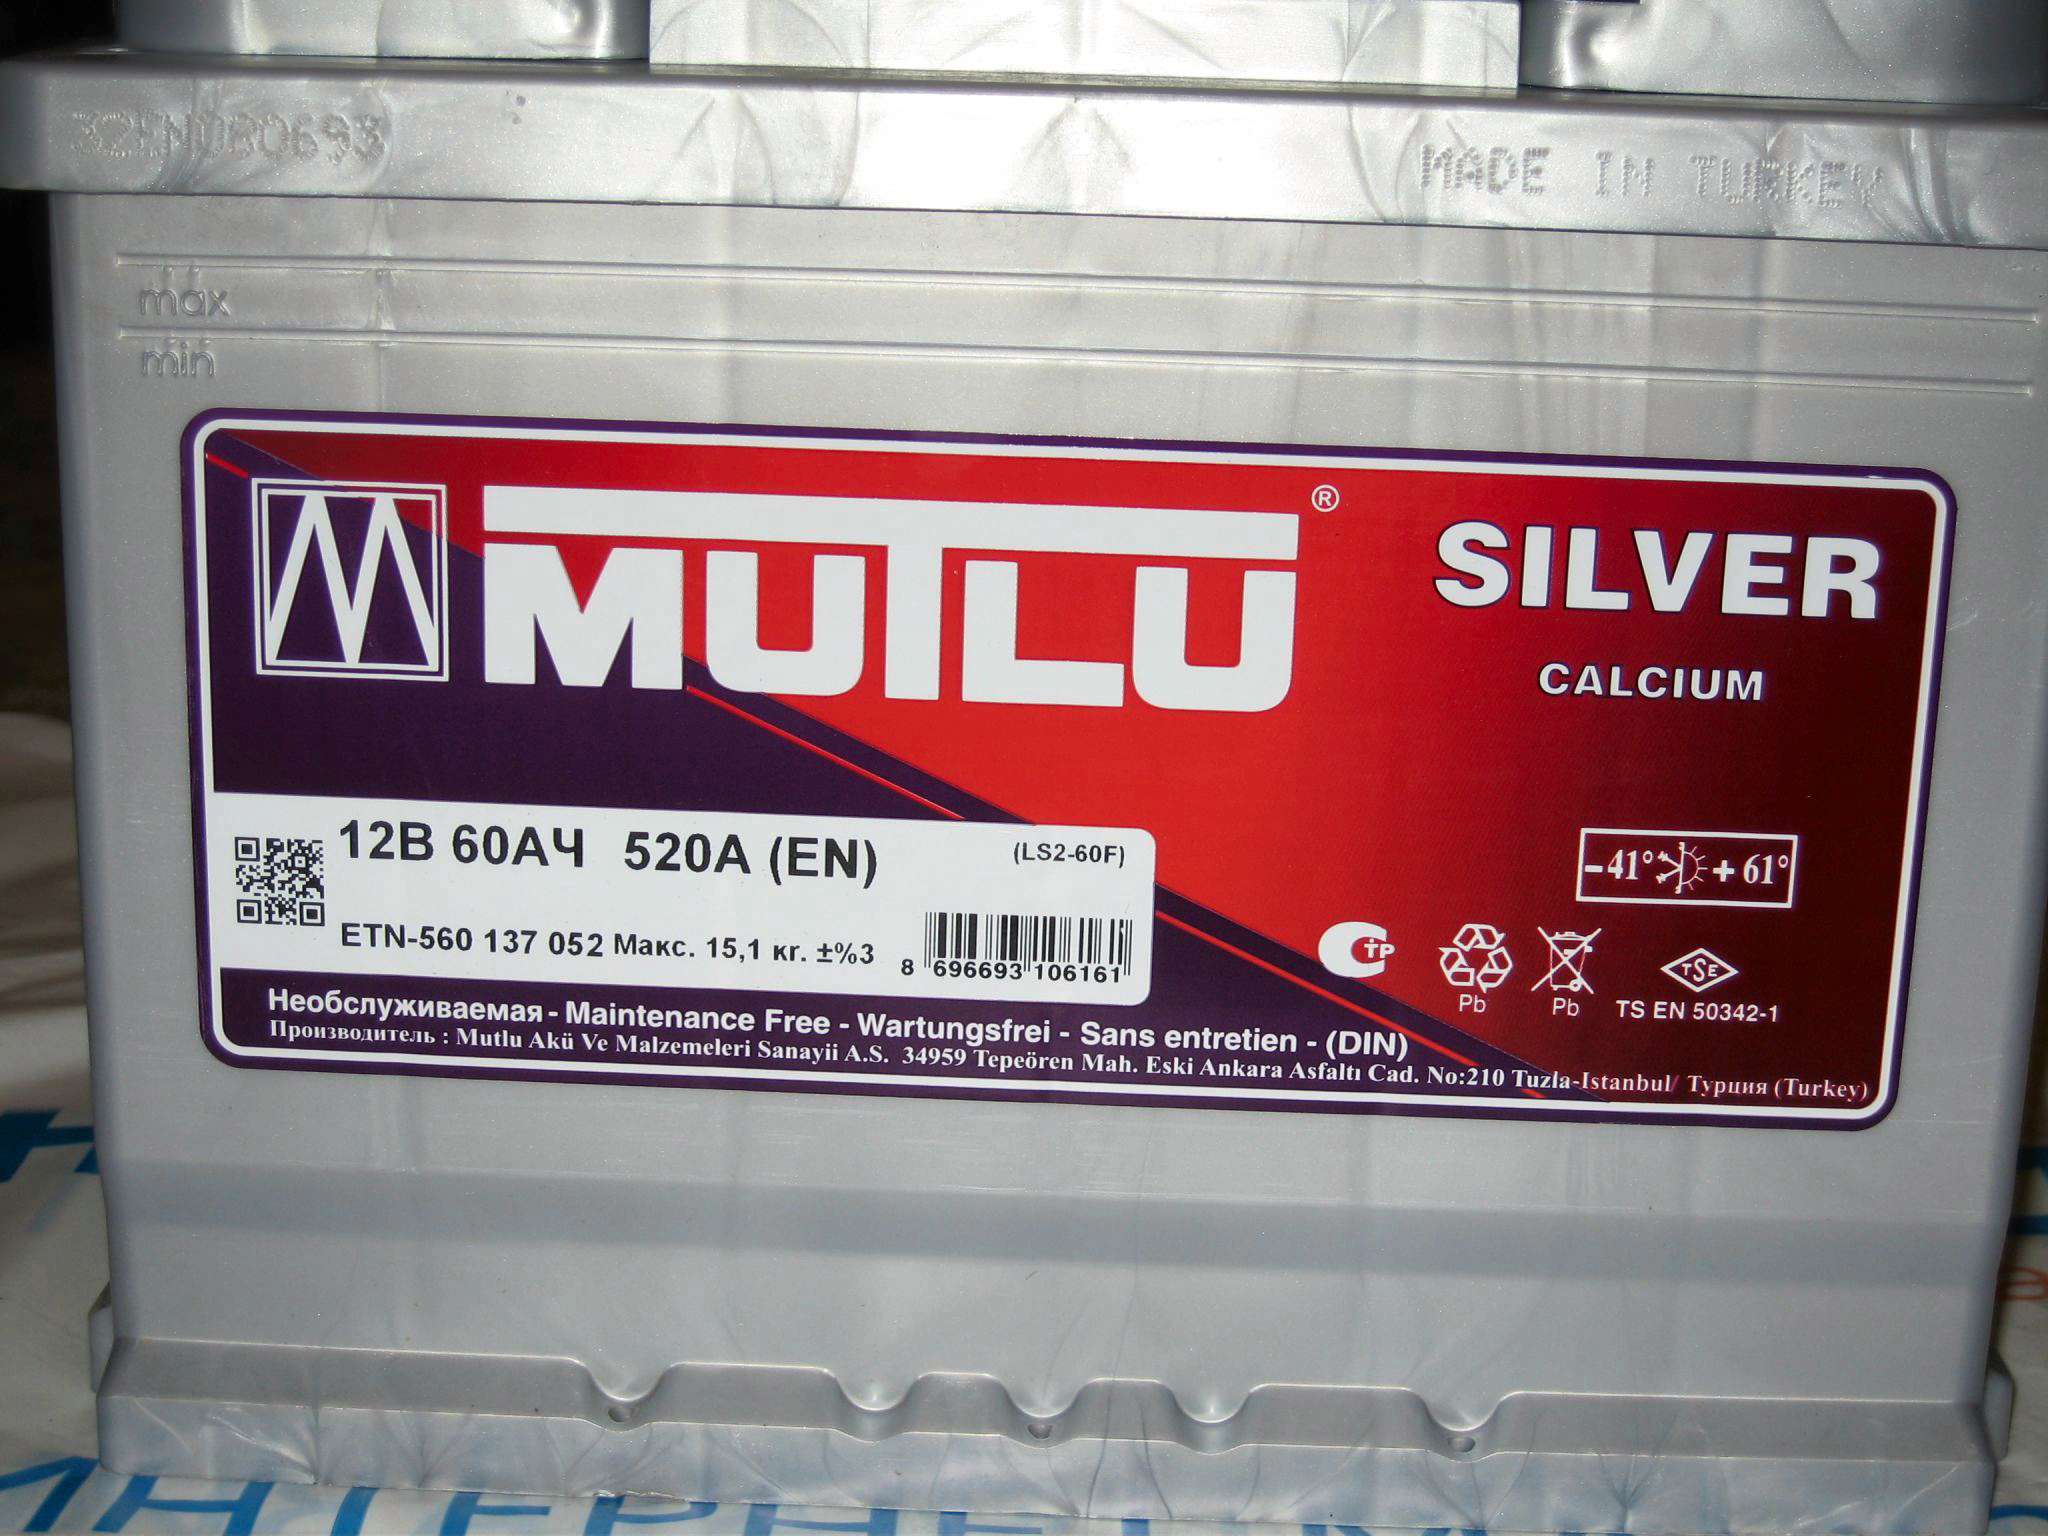 32EN080693
MADE IN TURKEY
max
min
MUTLU®
SILVER
CALCIUM
12В 60АЧ 520А (EN)
(LS2-60F)
ETN-560 137 052 Макс. 15,1 кг. ±%3
8 696693 106161
-41° +61°
СТР
Pb
Pb
TSE
TS EN 50342-1
Необслуживаемая - Maintenance Free - Wartungsfrei - Sans entretien - (DIN)
Производитель : Mutlu Akü Ve Malzemeleri Sanayii A.S. 34959 Tepeören Mah. Eski Ankara Asfaltı Cad. No:210 Tuzla-Istanbul/ Турция (Turkey)